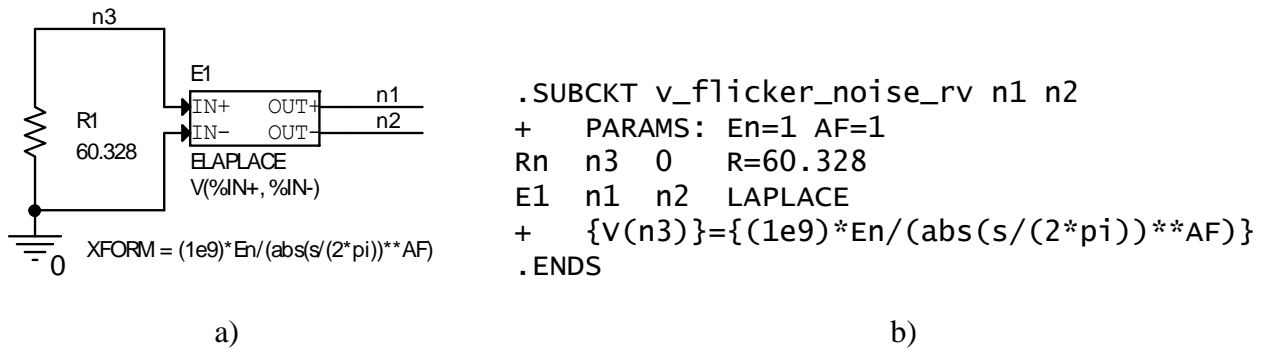 n3
E1
IN+ OUT+
n1
IN- OUT-
n2
R1
60.328
ELAPLACE
V(%IN+, %IN-)
0
XFORM = (1e9)*En/(abs(s/(2*pi))**AF)
a)
.SUBCKT v_flicker_noise_rv n1 n2
+ PARAMS: En=1 AF=1
Rn n3 0 R=60.328
E1 n1 n2 LAPLACE
+ {V(n3)}={(1e9)*En/(abs(s/(2*pi))**AF)}
.ENDS
b)